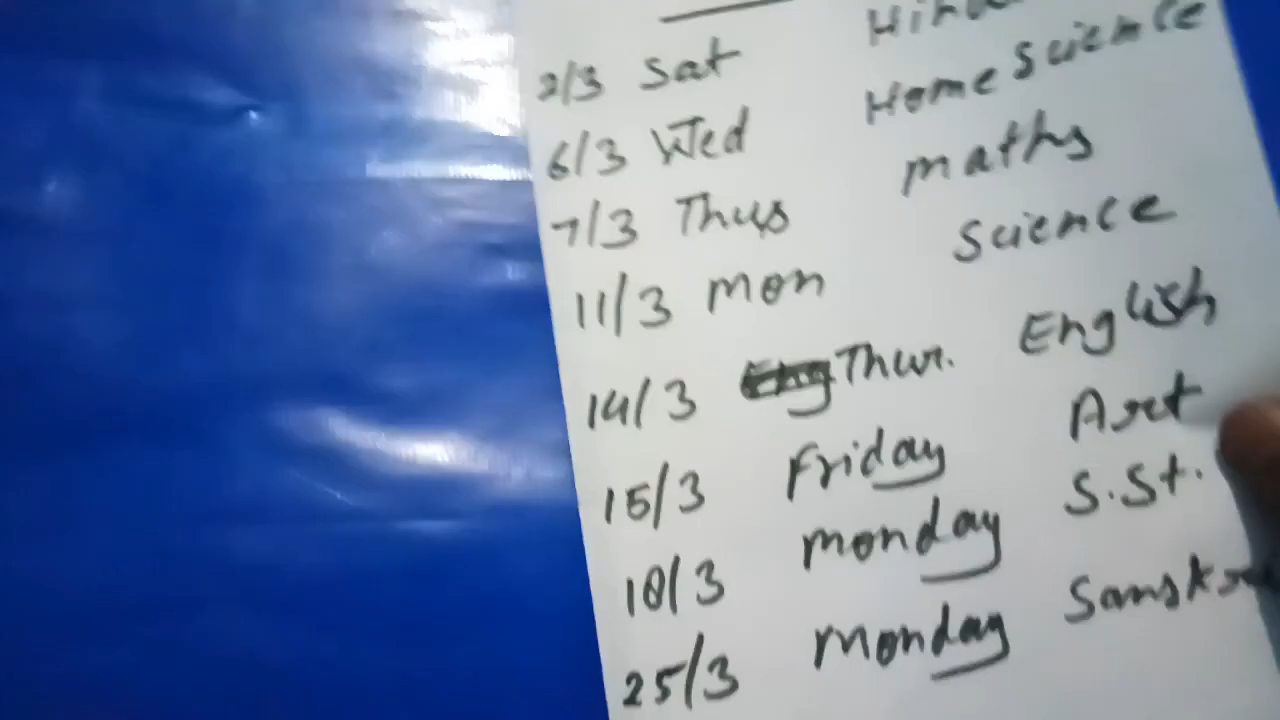 2/3 Sat
6/3 Wed Home Science
7/3 Thus maths
11/3 mon Science
14/3 Thur. English
15/3 Friday Art
18/3 monday S.St.
25/3 monday